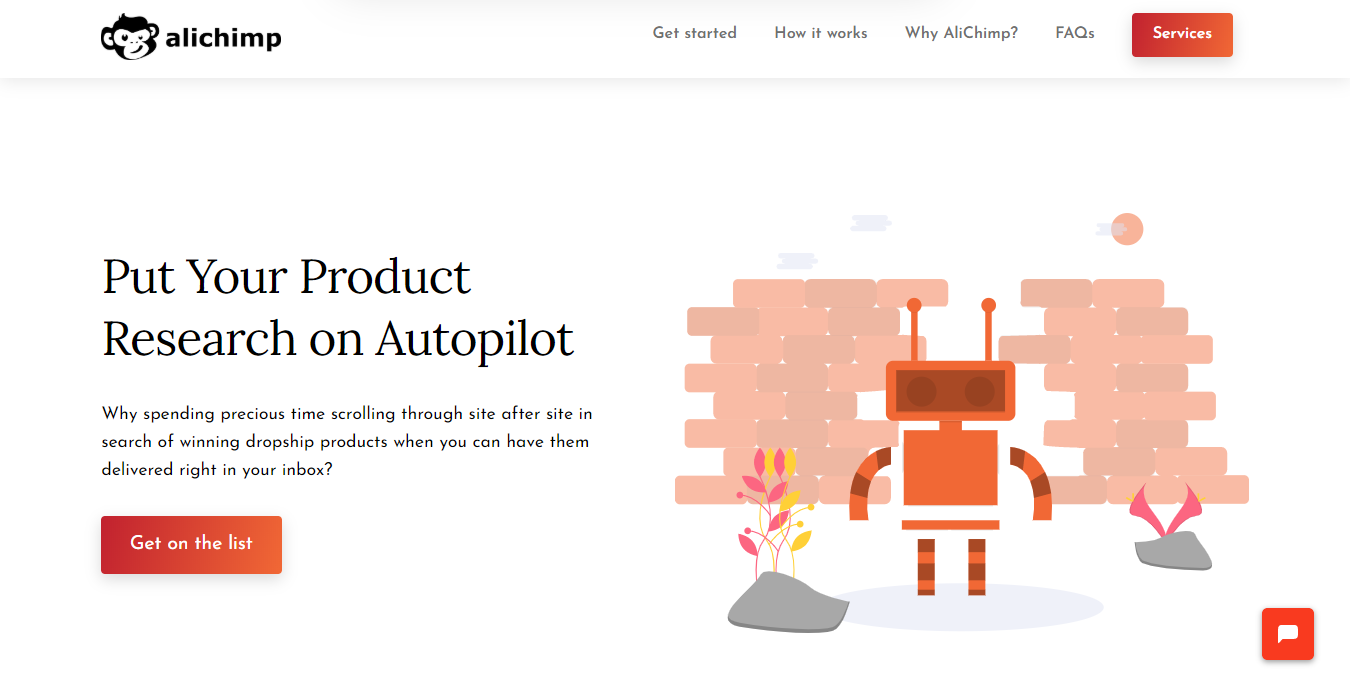 alichimp
Get started
How it works
Why AliChimp?
FAQs
Services
Put Your Product
Research on Autopilot
Why spending precious time scrolling through site after site in
search of winning dropship products when you can have them
delivered right in your inbox?
Get on the list